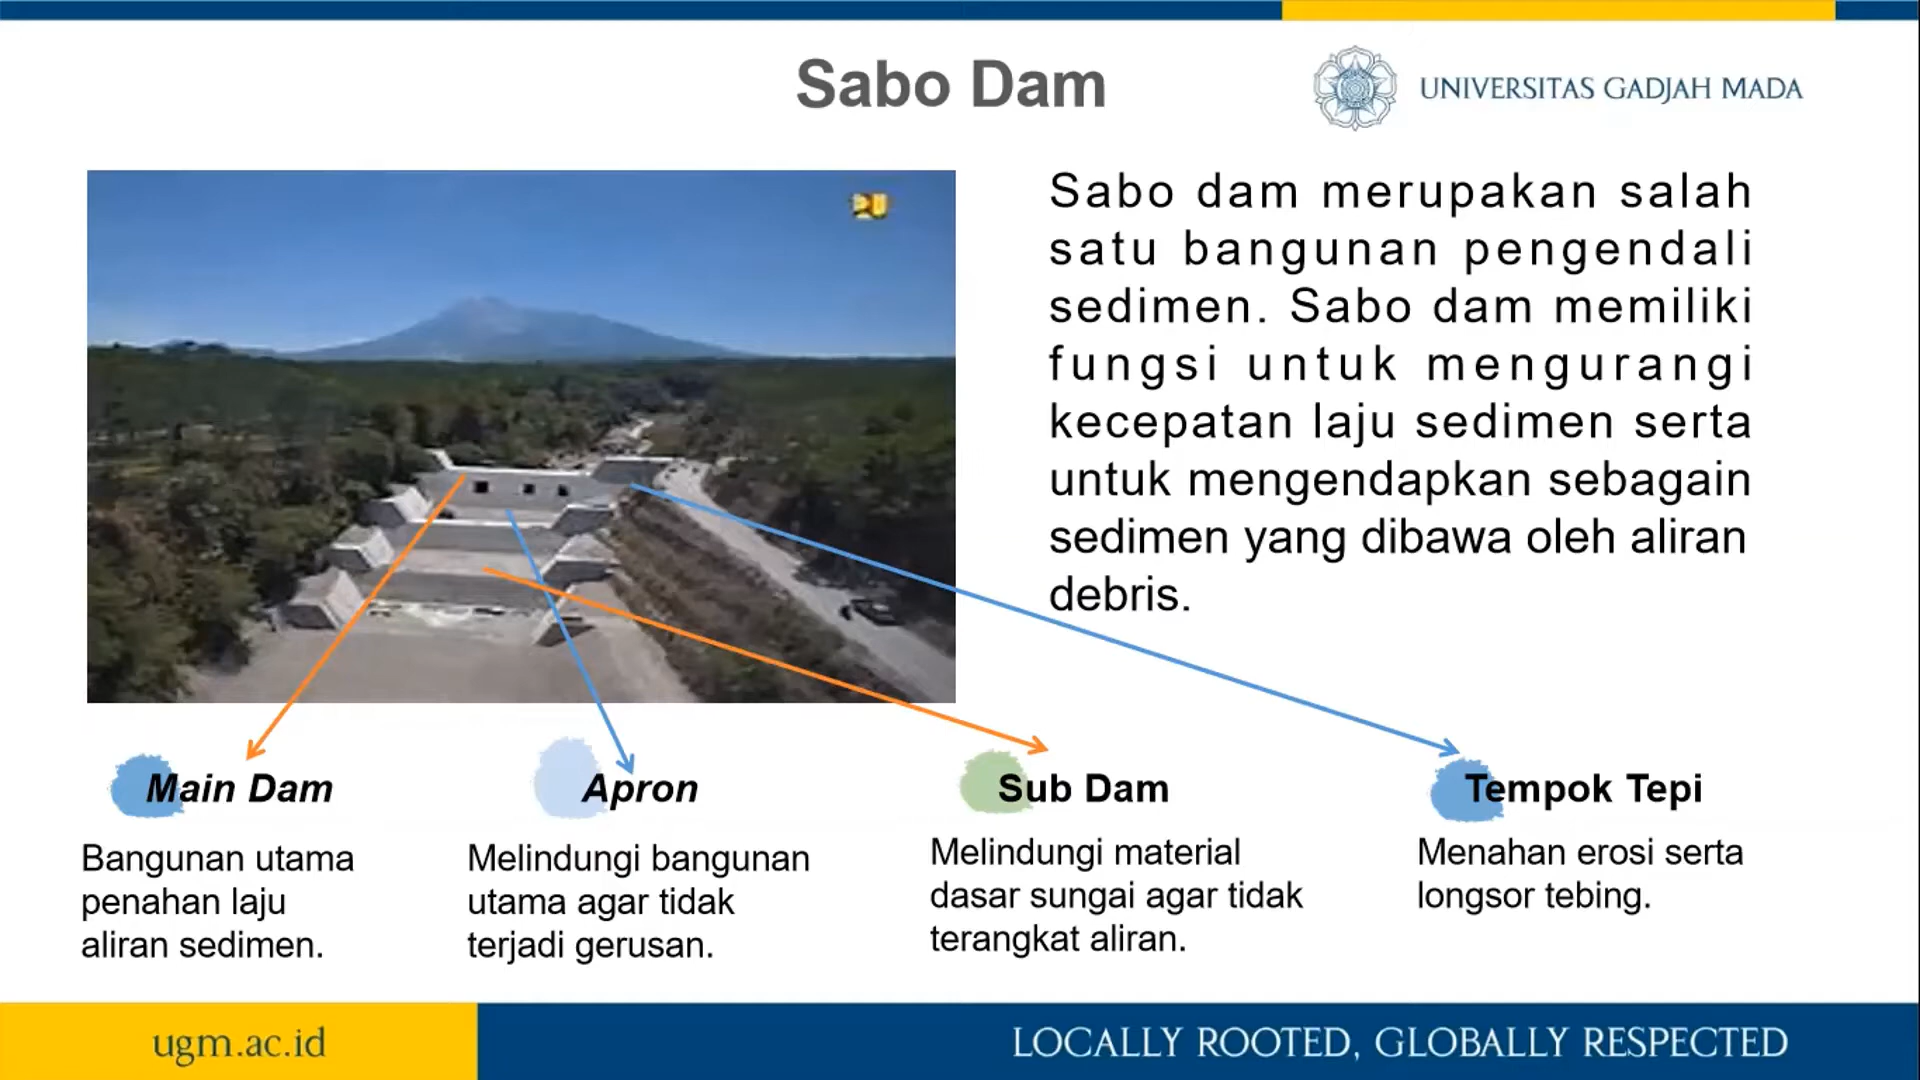 Sabo Dam
UNIVERSITAS GADJAH MADA
PU
Sabo dam merupakan salah
satu bangunan pengendali
sedimen. Sabo dam memiliki
fungsi untuk mengurangi
kecepatan laju sedimen serta
untuk mengendapkan sebagain
sedimen yang dibawa oleh aliran
debris.
Main Dam
Bangunan utama
penahan laju
aliran sedimen.
Apron
Melindungi bangunan
utama agar tidak
terjadi gerusan.
Sub Dam
Melindungi material
dasar sungai agar tidak
terangkat aliran.
Tempok Tepi
Menahan erosi serta
longsor tebing.
ugm.ac.id
LOCALLY ROOTED, GLOBALLY RESPECTED